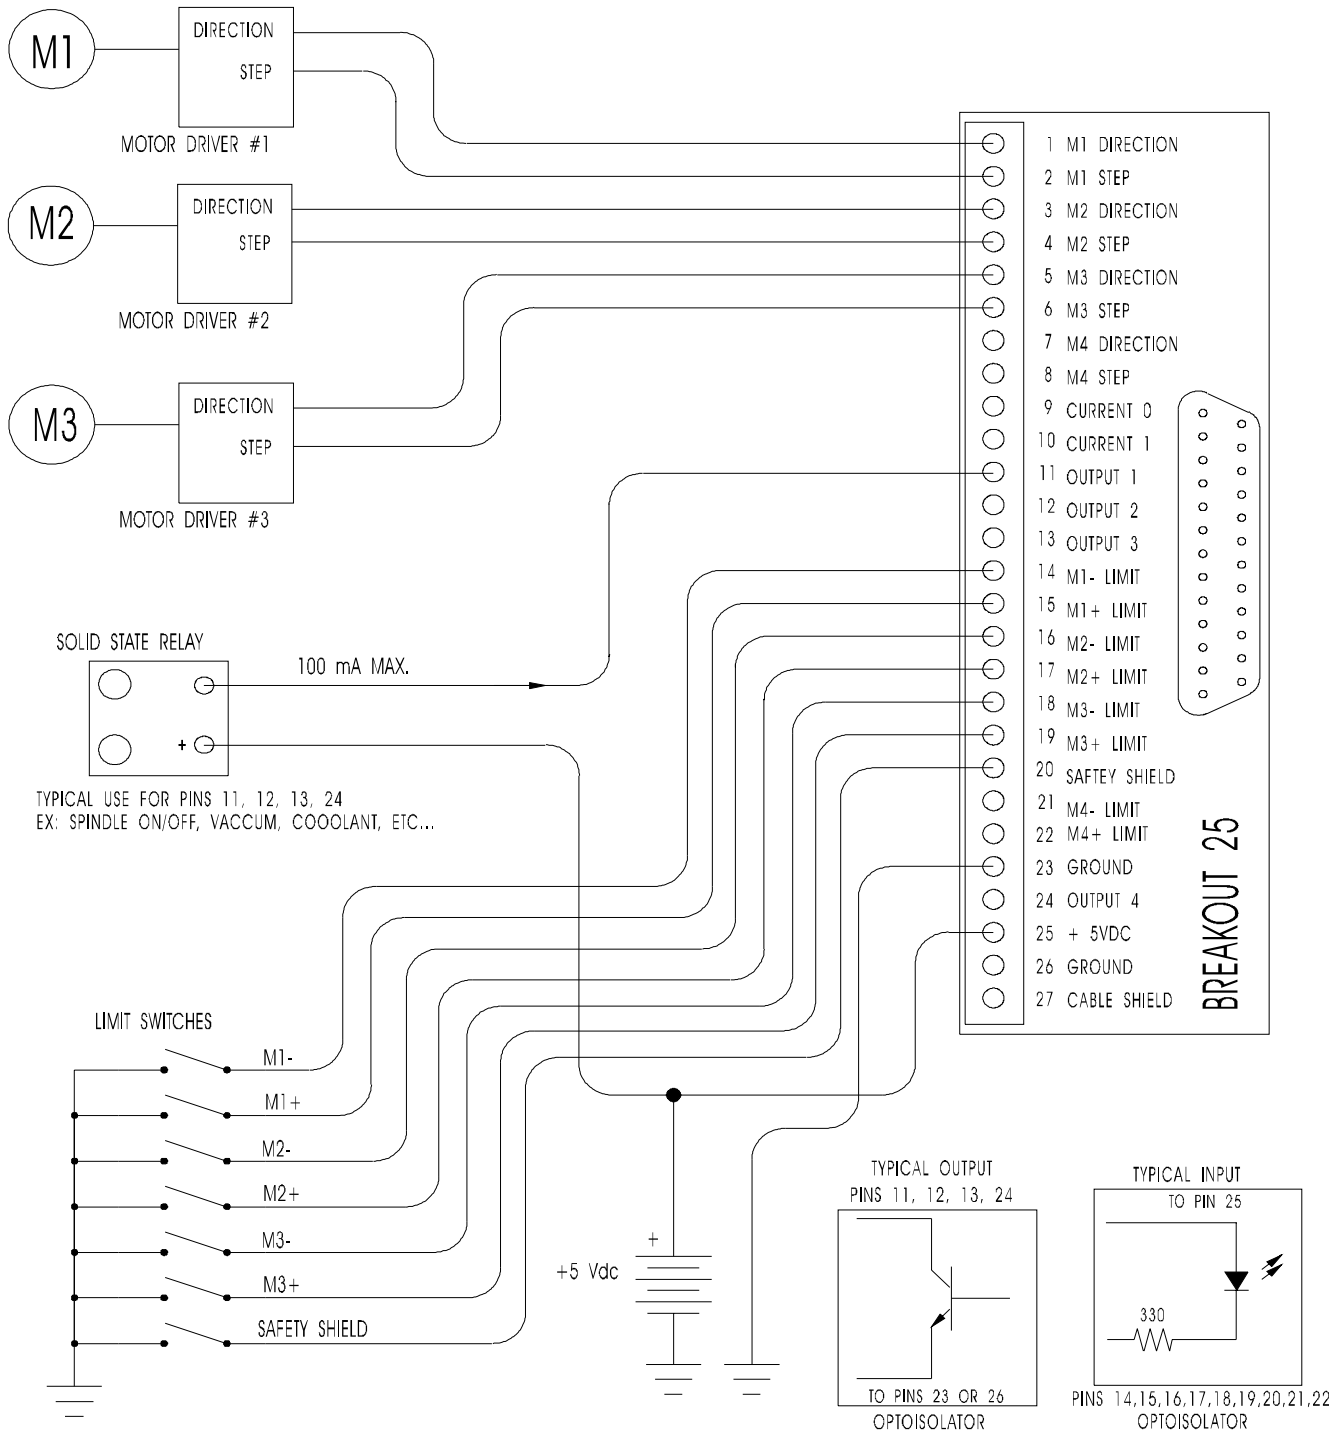 M1
DIRECTION
STEP
MOTOR DRIVER #1
M2
DIRECTION
STEP
MOTOR DRIVER #2
M3
DIRECTION
STEP
MOTOR DRIVER #3
1 M1 DIRECTION
2 M1 STEP
3 M2 DIRECTION
4 M2 STEP
5 M3 DIRECTION
6 M3 STEP
7 M4 DIRECTION
8 M4 STEP
9 CURRENT 0
10 CURRENT 1
11 OUTPUT 1
12 OUTPUT 2
13 OUTPUT 3
14 M1- LIMIT
15 M1+ LIMIT
16 M2- LIMIT
17 M2+ LIMIT
18 M3- LIMIT
19 M3+ LIMIT
20 SAFTEY SHIELD
21 M4- LIMIT
22 M4+ LIMIT
23 GROUND
24 OUTPUT 4
25 + 5VDC
26 GROUND
27 CABLE SHIELD
BREAKOUT 25
SOLID STATE RELAY
100 mA MAX.
+
TYPICAL USE FOR PINS 11, 12, 13, 24
EX: SPINDLE ON/OFF, VACCUM, COOOLANT, ETC...
LIMIT SWITCHES
M1-
M1+
M2-
M2+
M3-
M3+
SAFETY SHIELD
+
+5 Vdc
TYPICAL OUTPUT
PINS 11, 12, 13, 24
TO PINS 23 OR 26
OPTOISOLATOR
TYPICAL INPUT
TO PIN 25
330
PINS 14,15,16,17,18,19,20,21,22
OPTOISOLATOR